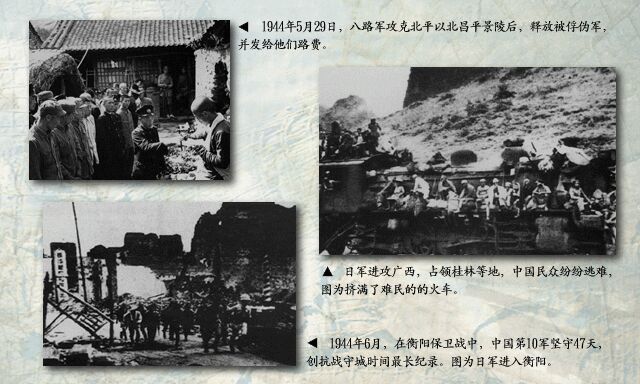 ◀ 1944年5月29日，八路军攻克北平以北昌平景陵后，释放被俘伪军，
并发给他们路费。
▲ 日军进攻广西，占领桂林等地，中国民众纷纷逃难，
图为挤满了难民的的火车。
◀ 1944年6月，在衡阳保卫战中，中国第10军坚守47天，
创抗战守城时间最长纪录。图为日军进入衡阳。